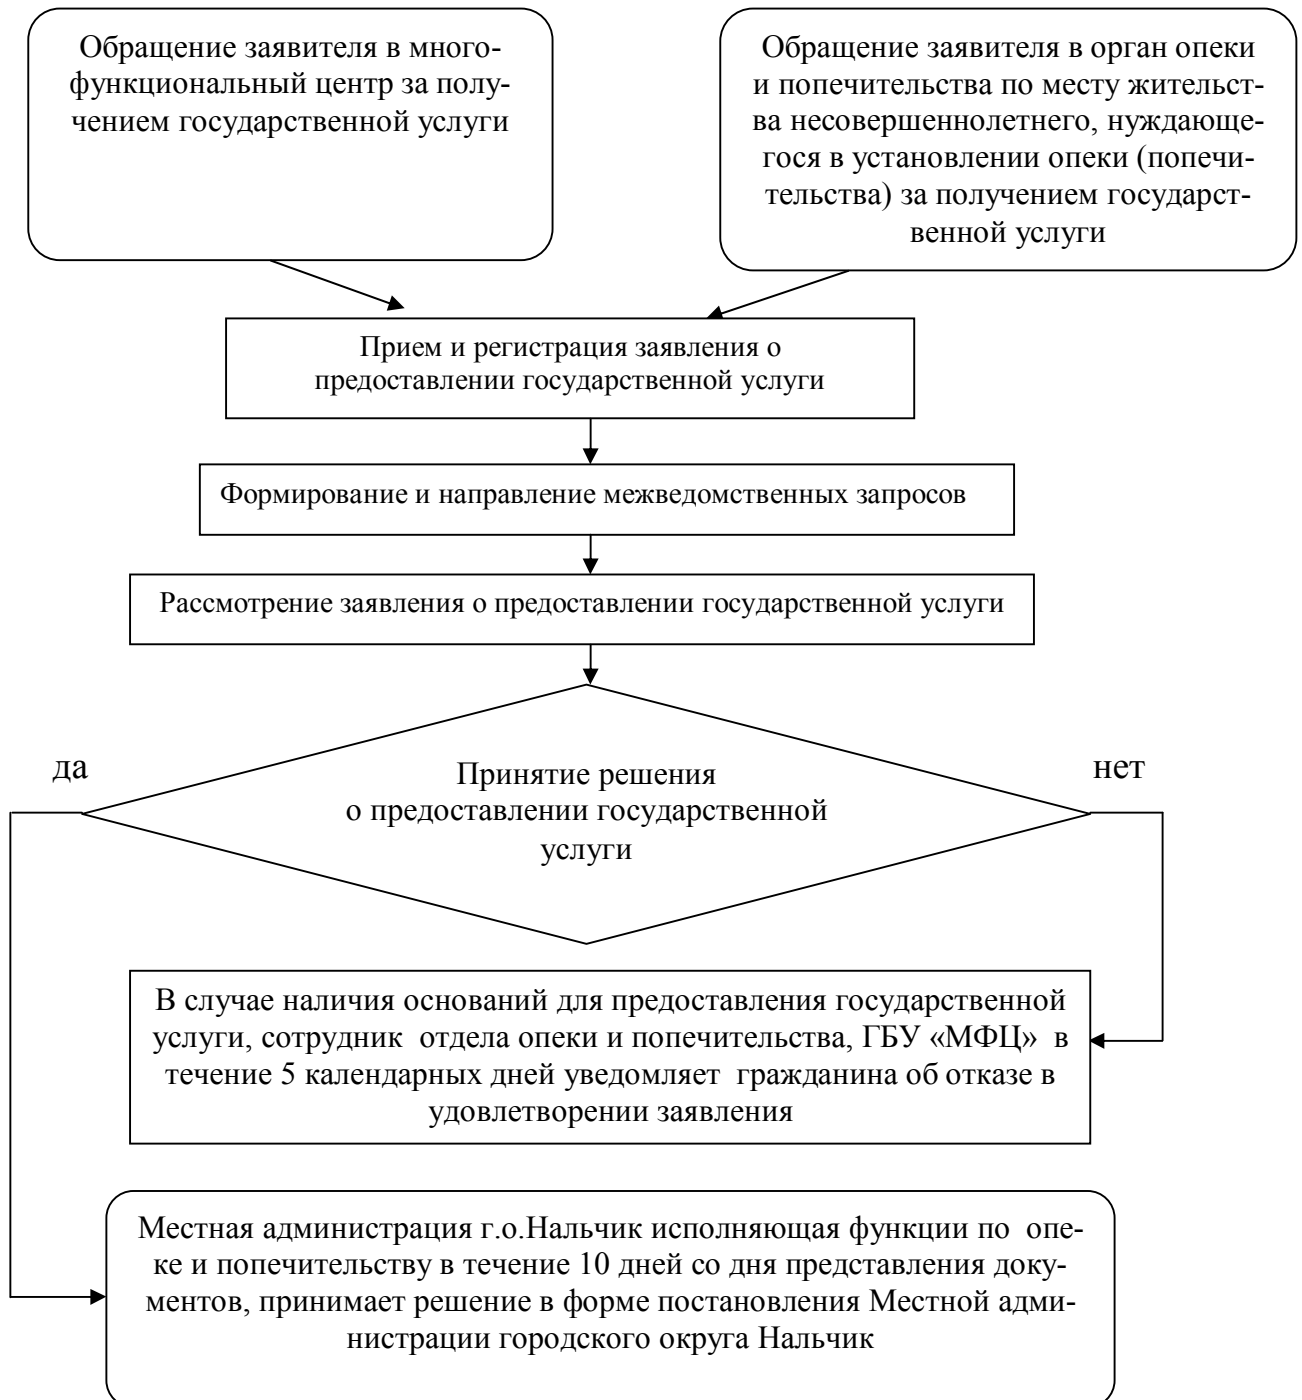 Обращение заявителя в много-
функциональный центр за полу-
чением государственной услуги
Обращение заявителя в орган опеки
и попечительства по месту жительст-
ва несовершеннолетнего, нуждающе-
гося в установлении опеки (попечи-
тельства) за получением государст-
венной услуги
Прием и регистрация заявления о
предоставлении государственной услуги
Формирование и направление межведомственных запросов
Рассмотрение заявления о предоставлении государственной услуги
да
нет
Принятие решения
о предоставлении государственной
услуги
В случае наличия оснований для предоставления государственной
услуги, сотрудник отдела опеки и попечительства, ГБУ «МФЦ» в
течение 5 календарных дней уведомляет гражданина об отказе в
удовлетворении заявления
Местная администрация г.о.Нальчик исполняющая функции по опе-
ке и попечительству в течение 10 дней со дня представления доку-
ментов, принимает решение в форме постановления Местной адми-
нистрации городского округа Нальчик